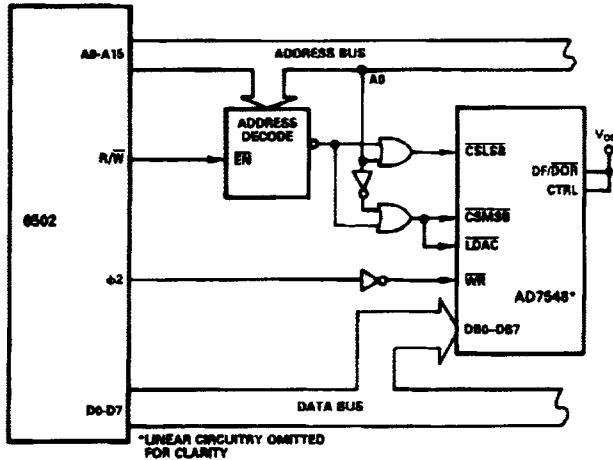 A0-A15
ADDRESS BUS
A0
ADDRESS
DECODE
EN
R/W
6502
CSLSB
CSMSB
LDAC
WR
DF/DOR
CTRL
VDD
ϕ2
AD7548*
DB0-DB7
D0-D7
DATA BUS
*LINEAR CIRCUITRY OMITTED
FOR CLARITY